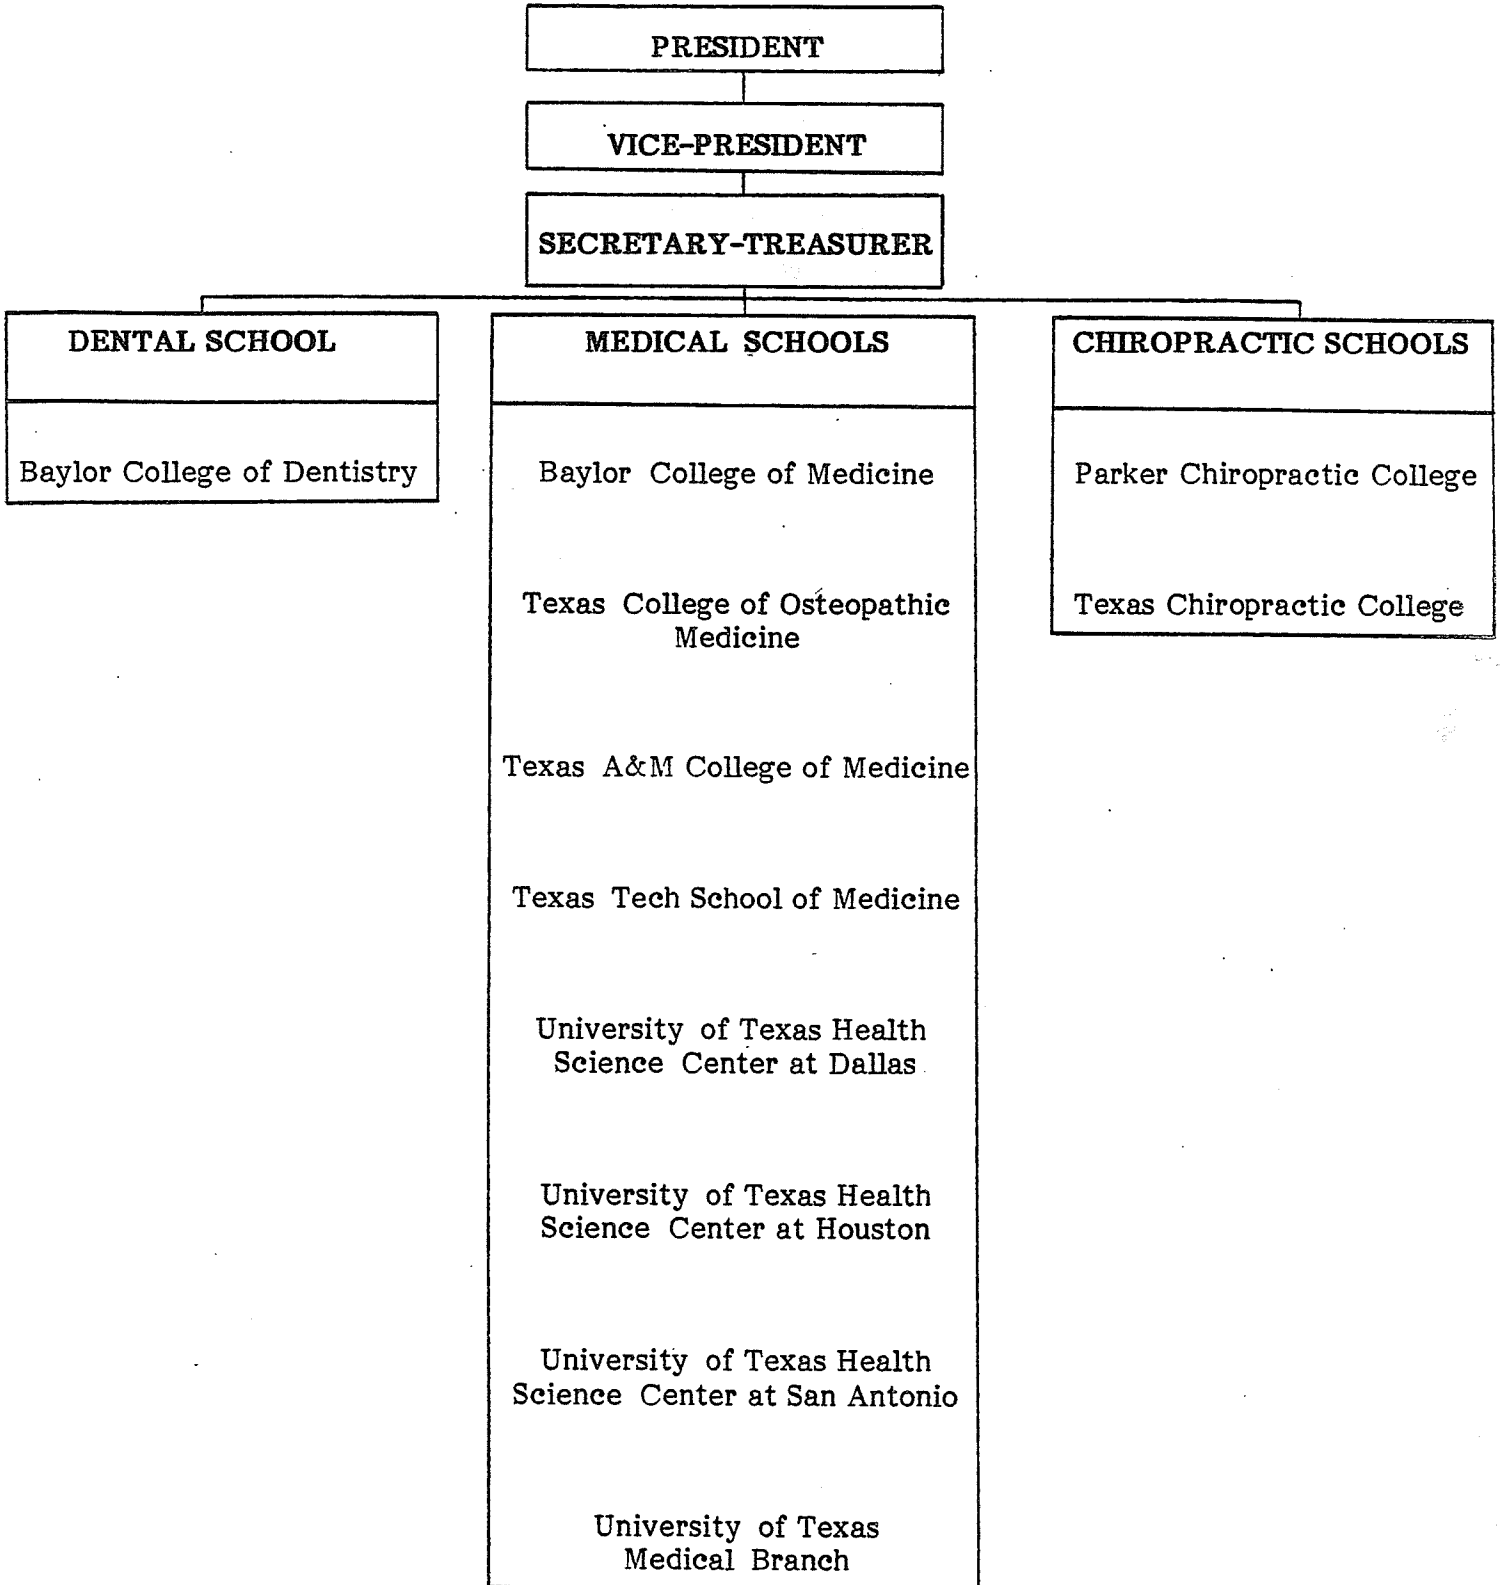 PRESIDENT
VICE-PRESIDENT
SECRETARY-TREASURER
DENTAL SCHOOL
Baylor College of Dentistry
MEDICAL SCHOOLS
Baylor College of Medicine
Texas College of Osteopathic
Medicine
Texas A&M College of Medicine
Texas Tech School of Medicine
University of Texas Health
Science Center at Dallas
University of Texas Health
Science Center at Houston
University of Texas Health
Science Center at San Antonio
University of Texas
Medical Branch
CHIROPRACTIC SCHOOLS
Parker Chiropractic College
Texas Chiropractic College